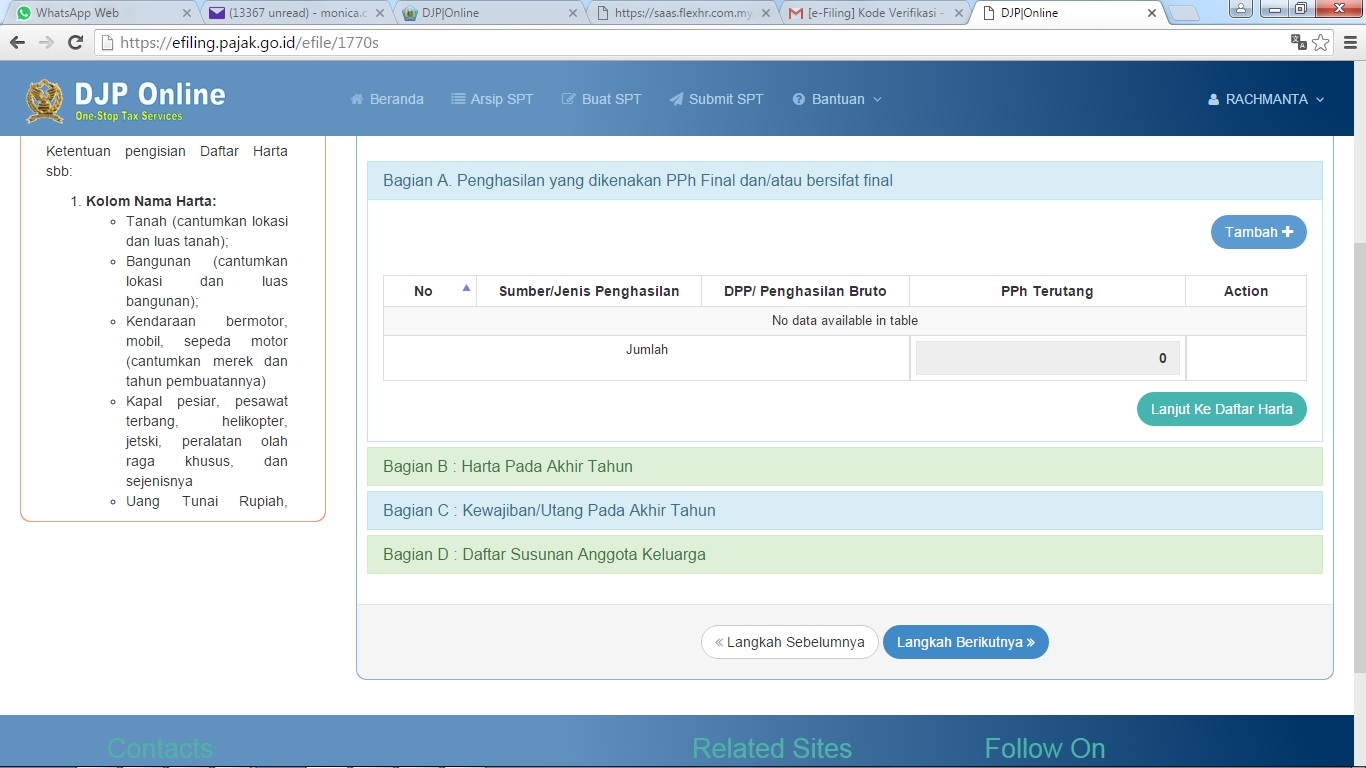 WhatsApp Web
(13367 unread) - monica.c
DJP|Online
https://saas.flexhr.com.my
[e-Filing] Kode Verifikasi -
DJP|Online
https://efiling.pajak.go.id/efile/1770s
DJP Online
One-Stop Tax Services
Beranda
Arsip SPT
Buat SPT
Submit SPT
Bantuan
RACHMANTA
Ketentuan pengisian Daftar Harta
sbb:
1. Kolom Nama Harta:
Tanah (cantumkan lokasi
dan luas tanah);
Bangunan (cantumkan
lokasi dan luas
bangunan);
Kendaraan bermotor,
mobil, sepeda motor
(cantumkan merek dan
tahun pembuatannya)
Kapal pesiar, pesawat
terbang, helikopter,
jetski, peralatan olah
raga khusus, dan
sejenisnya
Uang Tunai Rupiah,
Bagian A. Penghasilan yang dikenakan PPh Final dan/atau bersifat final
Tambah +
No Sumber/Jenis Penghasilan DPP/ Penghasilan Bruto PPh Terutang Action
No data available in table
Jumlah 0
Lanjut Ke Daftar Harta
Bagian B : Harta Pada Akhir Tahun
Bagian C : Kewajiban/Utang Pada Akhir Tahun
Bagian D : Daftar Susunan Anggota Keluarga
« Langkah Sebelumnya
Langkah Berikutnya »
Contacts
Related Sites
Follow On